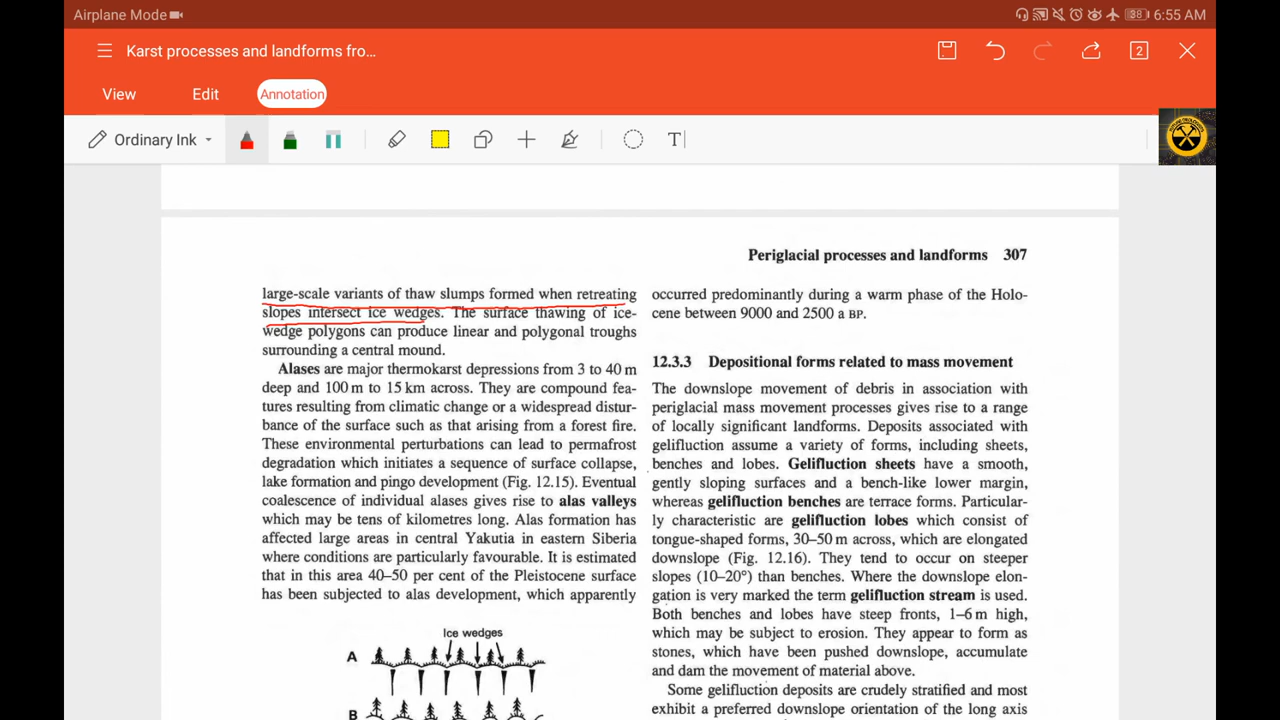 Airplane Mode
38 6:55 AM
Karst processes and landforms fro...
2
View
Edit
Annotation
Ordinary Ink
T
Periglacial processes and landforms 307
large-scale variants of thaw slumps formed when retreating
slopes intersect ice wedges. The surface thawing of ice-
wedge polygons can produce linear and polygonal troughs
surrounding a central mound.
Alases are major thermokarst depressions from 3 to 40 m
deep and 100 m to 15 km across. They are compound fea-
tures resulting from climatic change or a widespread distur-
bance of the surface such as that arising from a forest fire.
These environmental perturbations can lead to permafrost
degradation which initiates a sequence of surface collapse,
lake formation and pingo development (Fig. 12.15). Eventual
coalescence of individual alases gives rise to alas valleys
which may be tens of kilometres long. Alas formation has
affected large areas in central Yakutia in eastern Siberia
where conditions are particularly favourable. It is estimated
that in this area 40–50 per cent of the Pleistocene surface
has been subjected to alas development, which apparently
Ice wedges
A
B
occurred predominantly during a warm phase of the Holo-
cene between 9000 and 2500 a BP.
12.3.3 Depositional forms related to mass movement
The downslope movement of debris in association with
periglacial mass movement processes gives rise to a range
of locally significant landforms. Deposits associated with
gelifluction assume a variety of forms, including sheets,
benches and lobes. Gelifluction sheets have a smooth,
gently sloping surfaces and a bench-like lower margin,
whereas gelifluction benches are terrace forms. Particular-
ly characteristic are gelifluction lobes which consist of
tongue-shaped forms, 30–50 m across, which are elongated
downslope (Fig. 12.16). They tend to occur on steeper
slopes (10–20°) than benches. Where the downslope elon-
gation is very marked the term gelifluction stream is used.
Both benches and lobes have steep fronts, 1–6 m high,
which may be subject to erosion. They appear to form as
stones, which have been pushed downslope, accumulate
and dam the movement of material above.
Some gelifluction deposits are crudely stratified and most
exhibit a preferred downslope orientation of the long axis